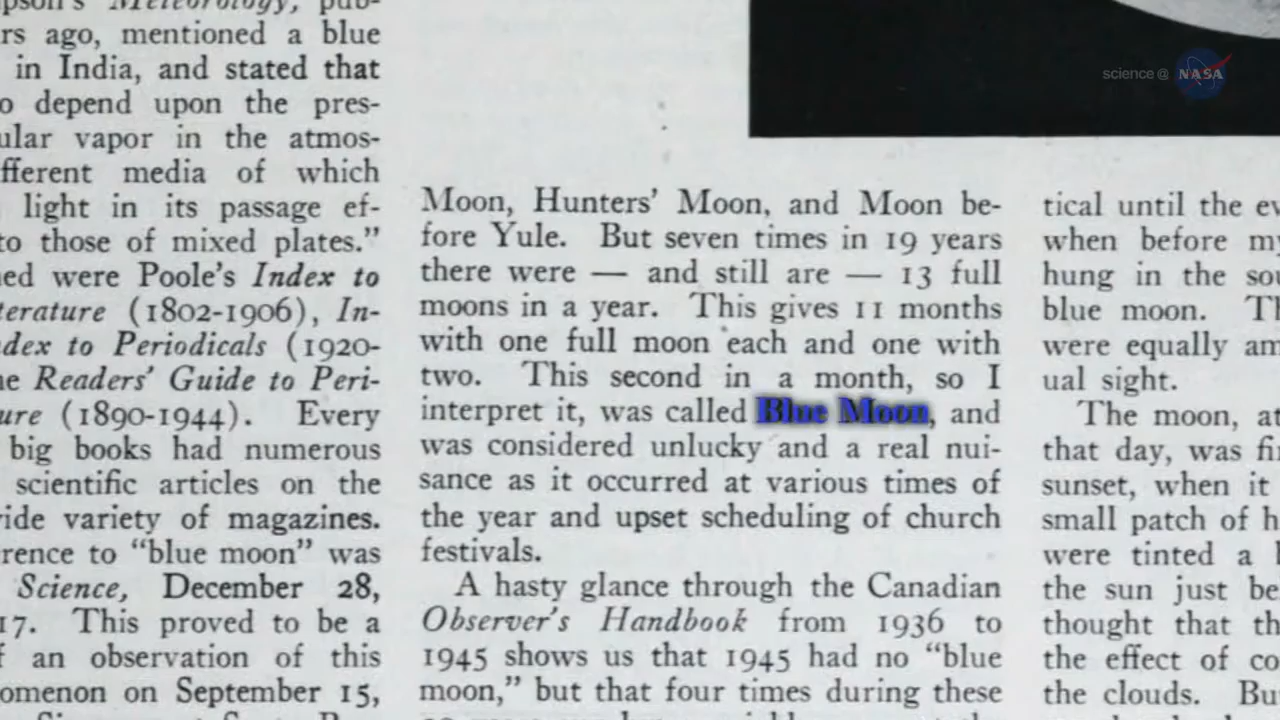 Meteorology, pub-
rs ago, mentioned a blue
in India, and stated that
o depend upon the pres-
ular vapor in the atmos-
fferent media of which
light in its passage ef-
to those of mixed plates.”
ned were Poole’s Index to
terature (1802-1906), In-
dex to Periodicals (1920-
he Readers’ Guide to Peri-
ure (1890-1944). Every
big books had numerous
scientific articles on the
ride variety of magazines.
rence to “blue moon” was
Science, December 28,
17. This proved to be a
f an observation of this
omenon on September 15,
Moon, Hunters’ Moon, and Moon be-
fore Yule. But seven times in 19 years
there were — and still are — 13 full
moons in a year. This gives 11 months
with one full moon each and one with
two. This second in a month, so I
interpret it, was called Blue Moon, and
was considered unlucky and a real nui-
sance as it occurred at various times of
the year and upset scheduling of church
festivals.
A hasty glance through the Canadian
Observer’s Handbook from 1936 to
1945 shows us that 1945 had no “blue
moon,” but that four times during these
science@ NASA
tical until the ev
when before my
hung in the sou
blue moon. Th
were equally am
ual sight.
The moon, at
that day, was fir
sunset, when it
small patch of h
were tinted a b
the sun just be
thought that th
the effect of co
the clouds. Bu